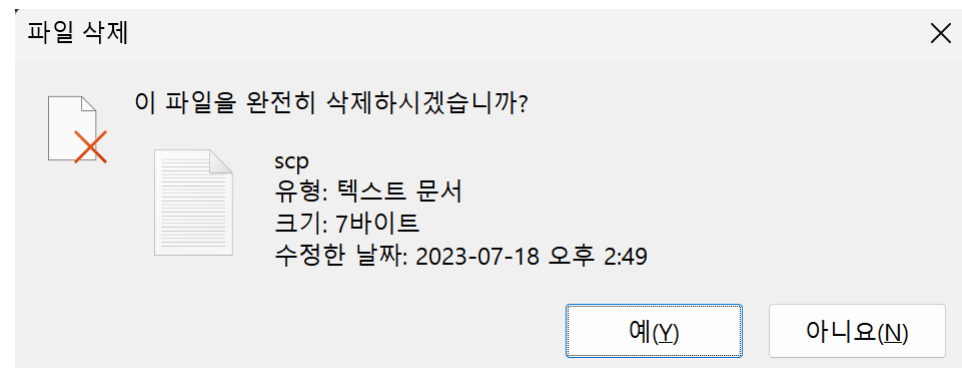 파일 삭제
이 파일을 완전히 삭제하시겠습니까?
scp
유형: 텍스트 문서
크기: 7바이트
수정한 날짜: 2023-07-18 오후 2:49
예(Y)
아니요(N)